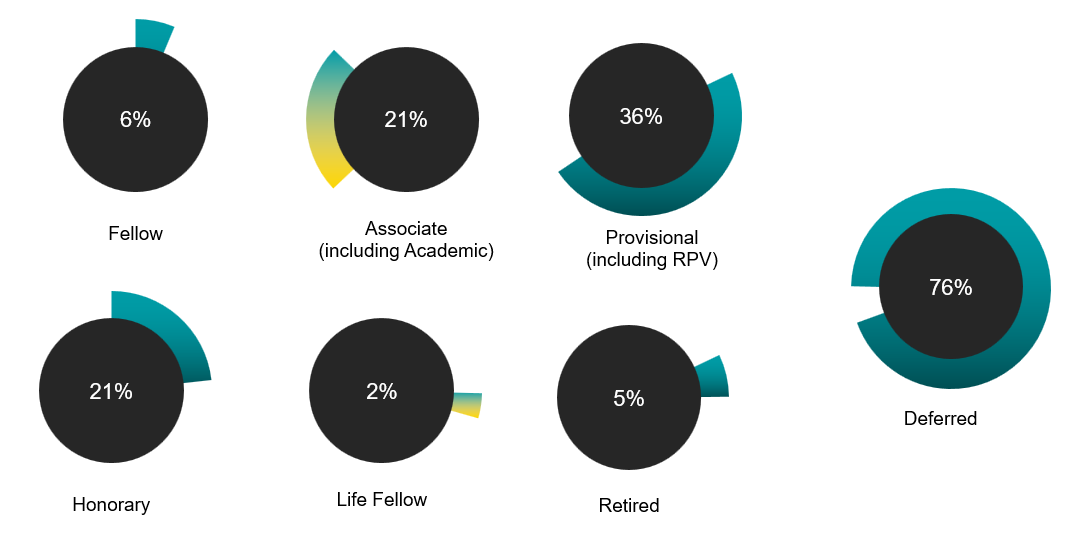 6%
Fellow
21%
Associate
(including Academic)
36%
Provisional
(including RPV)
76%
Deferred
21%
Honorary
2%
Life Fellow
5%
Retired